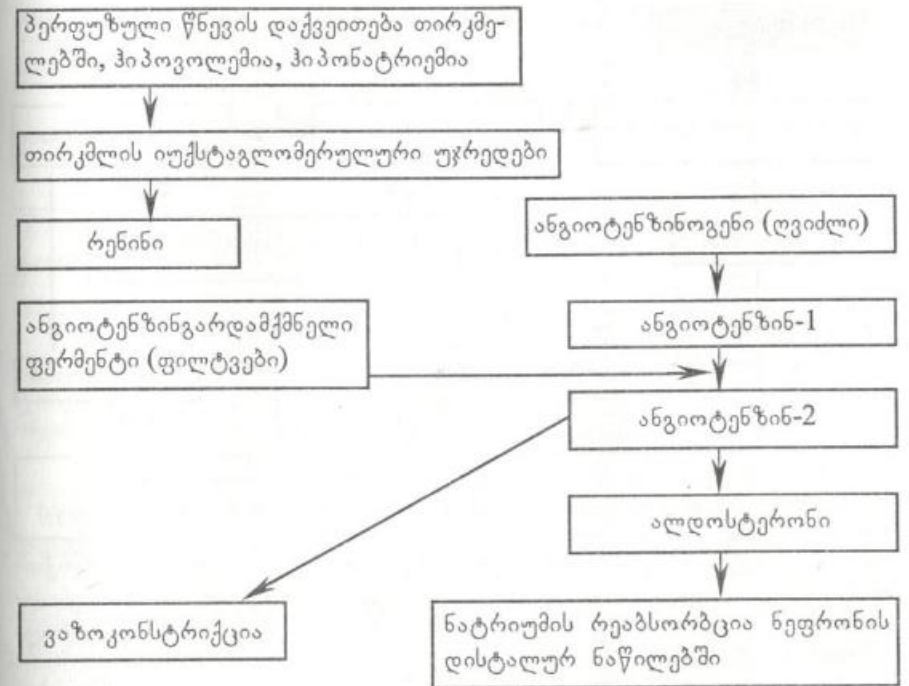 პერფუზული წნევის დაქვეითება თირკმე-
ლებში, ჰიპოვოლემია, ჰიპონატრიემია
თირკმლის იუქსტაგლომერულური უჯრედები
რენინი
ანგიოტენზინოგენი (ღვიძლი)
ანგიოტენზინგარდამქმნელი
ფერმენტი (ფილტვები)
ანგიოტენზინ-1
ანგიოტენზინ-2
ალდოსტერონი
ვაზოკონსტრიქცია
ნატრიუმის რეაბსორბცია ნეფრონის
დისტალურ ნაწილებში